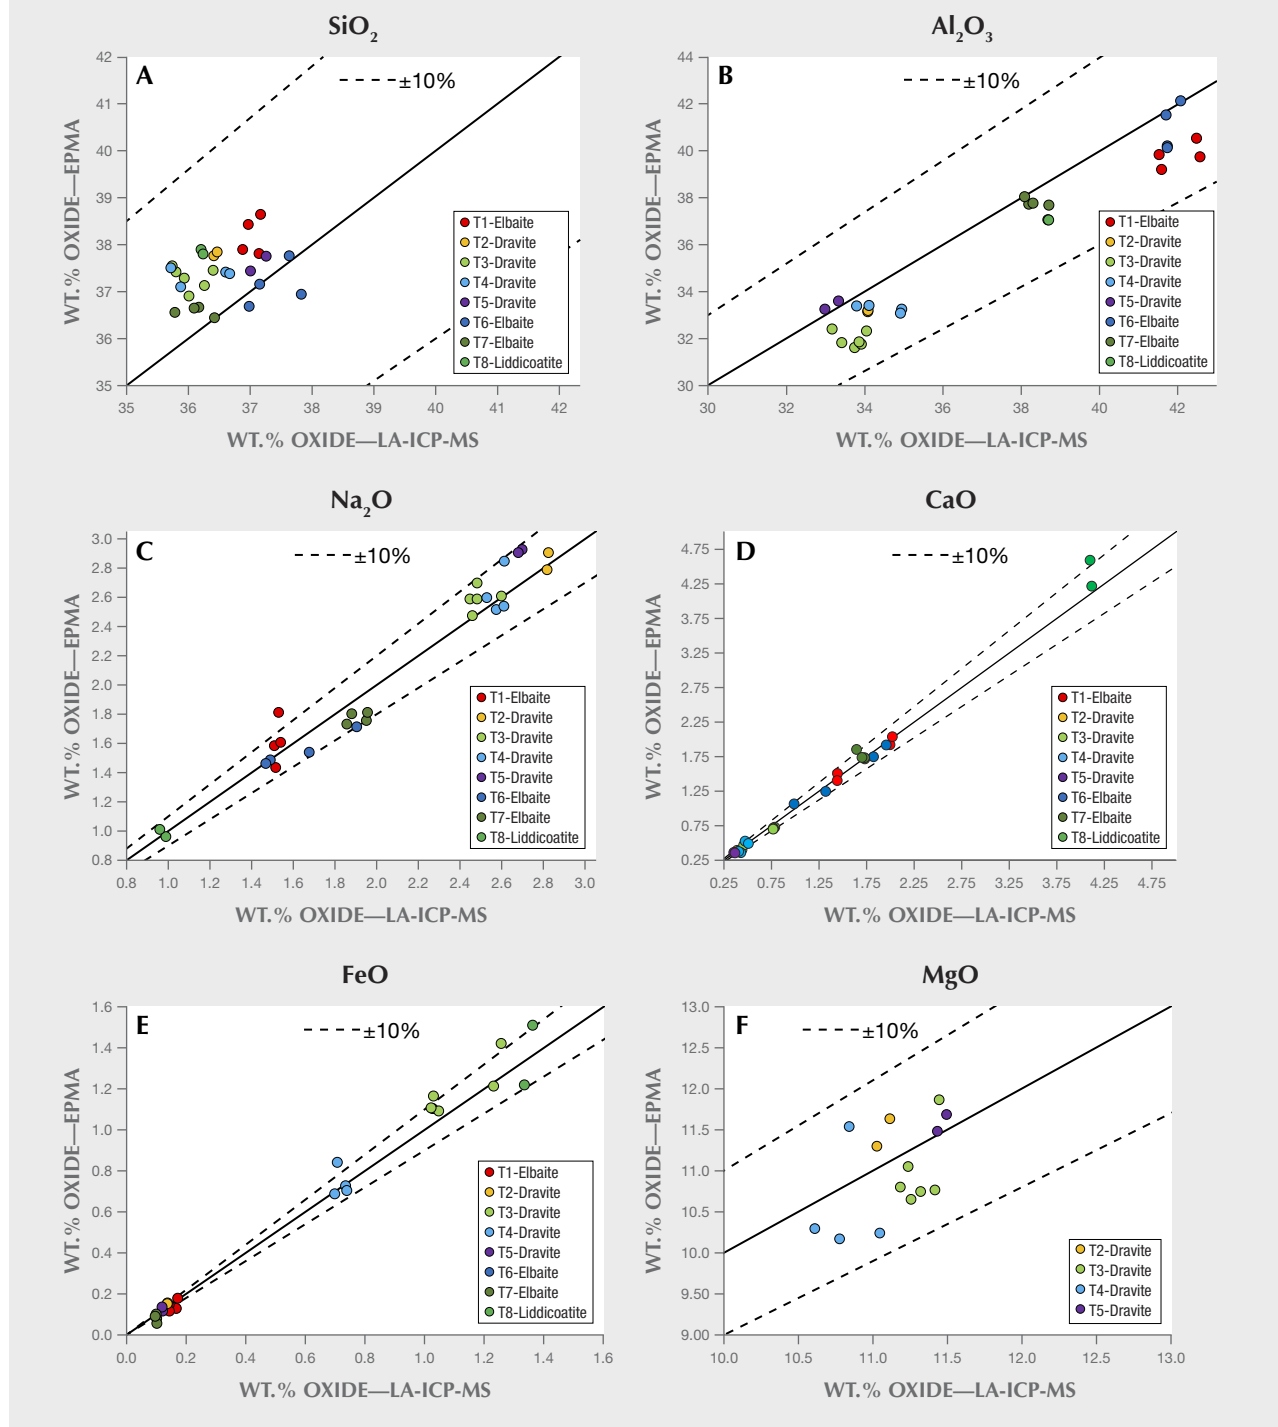 SiO2
A
±10%
42
41
40
39
38
37
36
35
35 36 37 38 39 40 41 42
WT.% OXIDE—EPMA
WT.% OXIDE—LA-ICP-MS
T1-Elbaite
T2-Dravite
T3-Dravite
T4-Dravite
T5-Dravite
T6-Elbaite
T7-Elbaite
T8-Liddicoatite
Al2O3
B
±10%
44
42
40
38
36
34
32
30
30 32 34 36 38 40 42
WT.% OXIDE—EPMA
WT.% OXIDE—LA-ICP-MS
T1-Elbaite
T2-Dravite
T3-Dravite
T4-Dravite
T5-Dravite
T6-Elbaite
T7-Elbaite
T8-Liddicoatite
Na2O
C
±10%
3.0
2.8
2.6
2.4
2.2
2.0
1.8
1.6
1.4
1.2
1.0
0.8
0.8 1.0 1.2 1.4 1.6 1.8 2.0 2.2 2.4 2.6 2.8 3.0
WT.% OXIDE—EPMA
WT.% OXIDE—LA-ICP-MS
T1-Elbaite
T2-Dravite
T3-Dravite
T4-Dravite
T5-Dravite
T6-Elbaite
T7-Elbaite
T8-Liddicoatite
CaO
D
±10%
4.75
4.25
3.75
3.25
2.75
2.25
1.75
1.25
0.75
0.25
0.25 0.75 1.25 1.75 2.25 2.75 3.25 3.75 4.25 4.75
WT.% OXIDE—EPMA
WT.% OXIDE—LA-ICP-MS
T1-Elbaite
T2-Dravite
T3-Dravite
T4-Dravite
T5-Dravite
T6-Elbaite
T7-Elbaite
T8-Liddicoatite
FeO
E
±10%
1.6
1.4
1.2
1.0
0.8
0.6
0.4
0.2
0.0
0.0 0.2 0.4 0.6 0.8 1.0 1.2 1.4 1.6
WT.% OXIDE—EPMA
WT.% OXIDE—LA-ICP-MS
T1-Elbaite
T2-Dravite
T3-Dravite
T4-Dravite
T5-Dravite
T6-Elbaite
T7-Elbaite
T8-Liddicoatite
MgO
F
±10%
13.0
12.5
12.0
11.5
11.0
10.5
10.0
9.50
9.00
10.0 10.5 11.0 11.5 12.0 12.5 13.0
WT.% OXIDE—EPMA
WT.% OXIDE—LA-ICP-MS
T2-Dravite
T3-Dravite
T4-Dravite
T5-Dravite